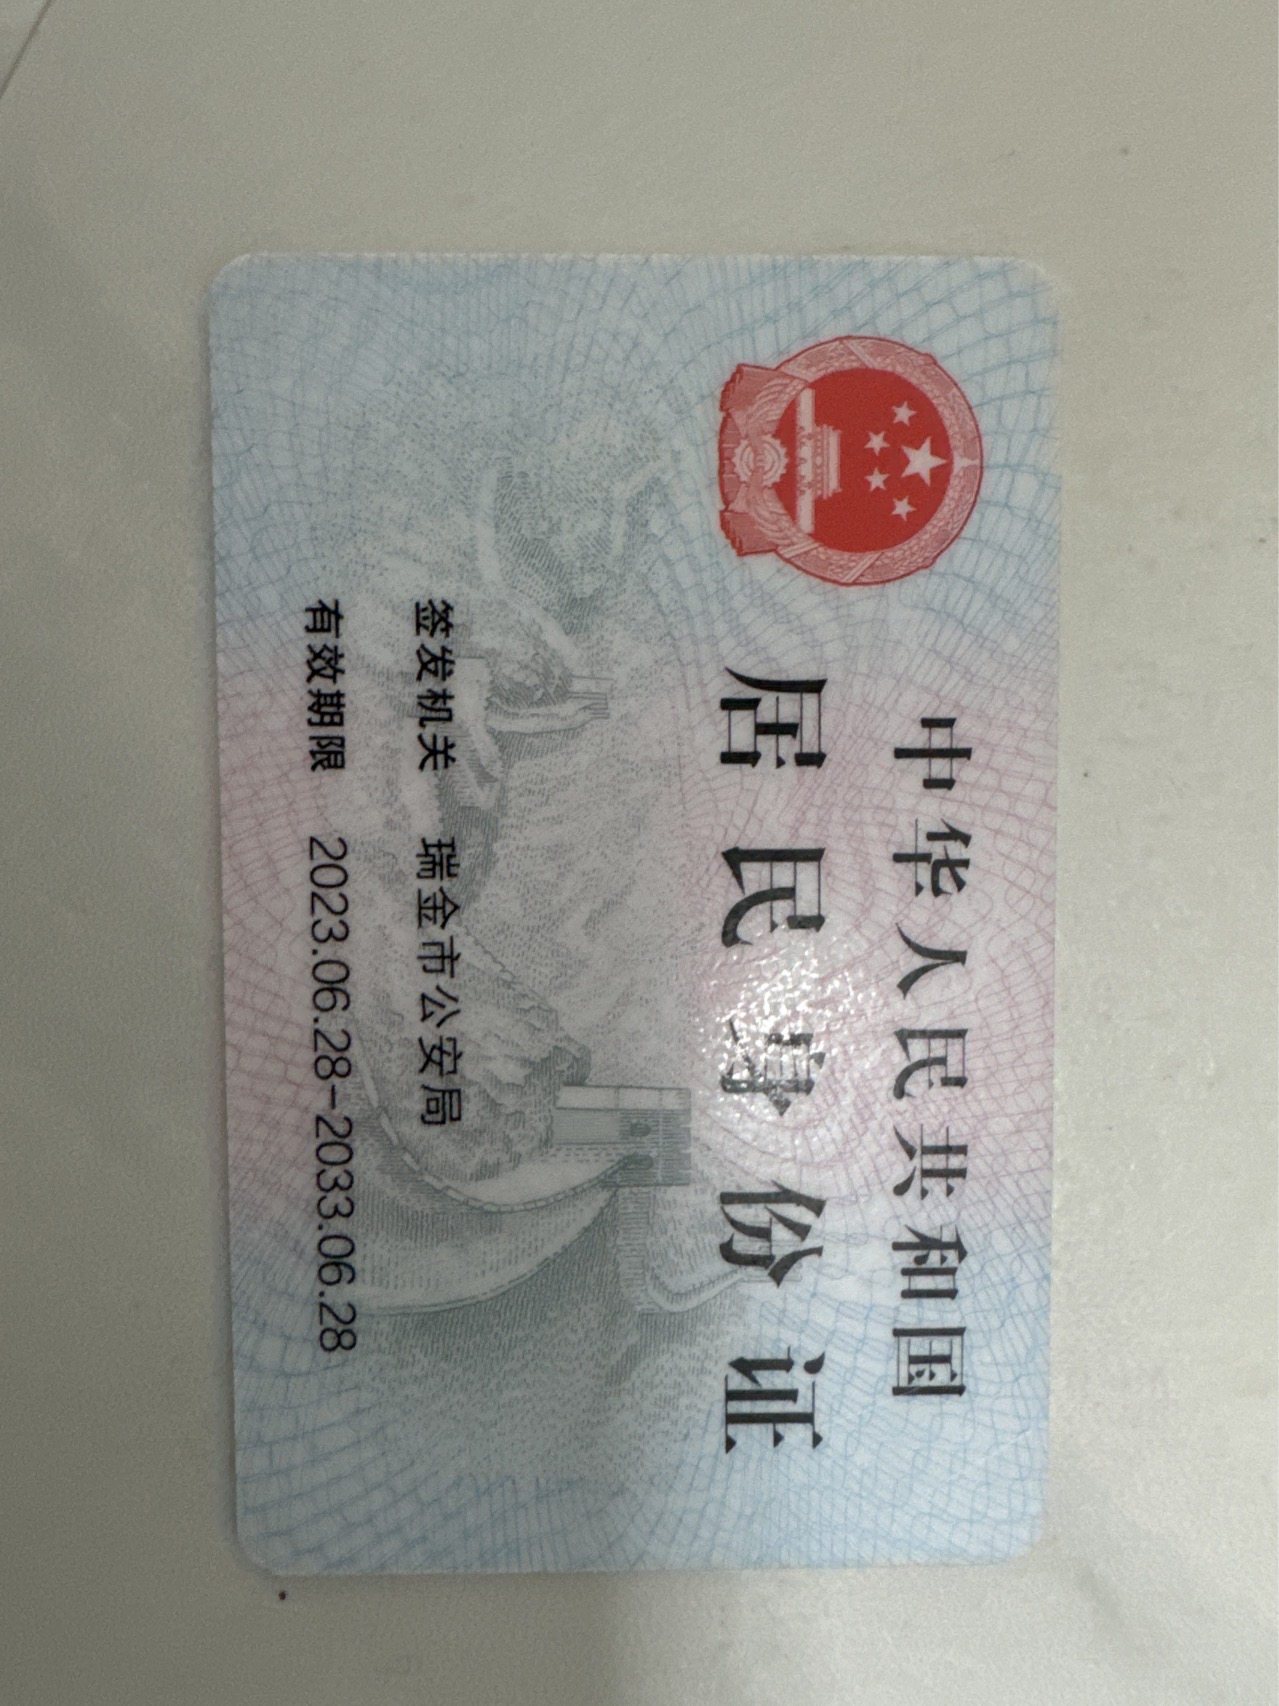 中华人民共和国
居民身份证
签发机关 瑞金市公安局
有效期限 2023.06.28-2033.06.28